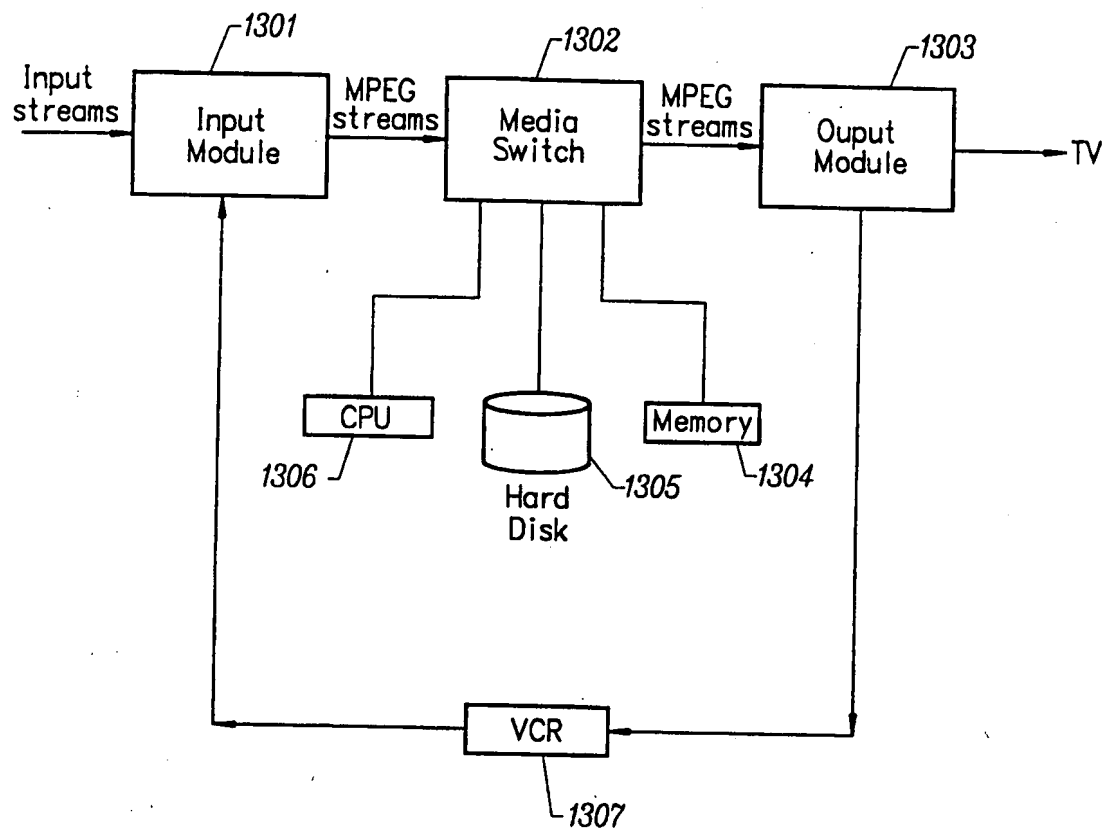 1301
1302
1303
Input
streams
Input
Module
MPEG
streams
Media
Switch
MPEG
streams
Ouput
Module
TV
CPU
1306
1305
Hard
Disk
Memory
1304
VCR
1307